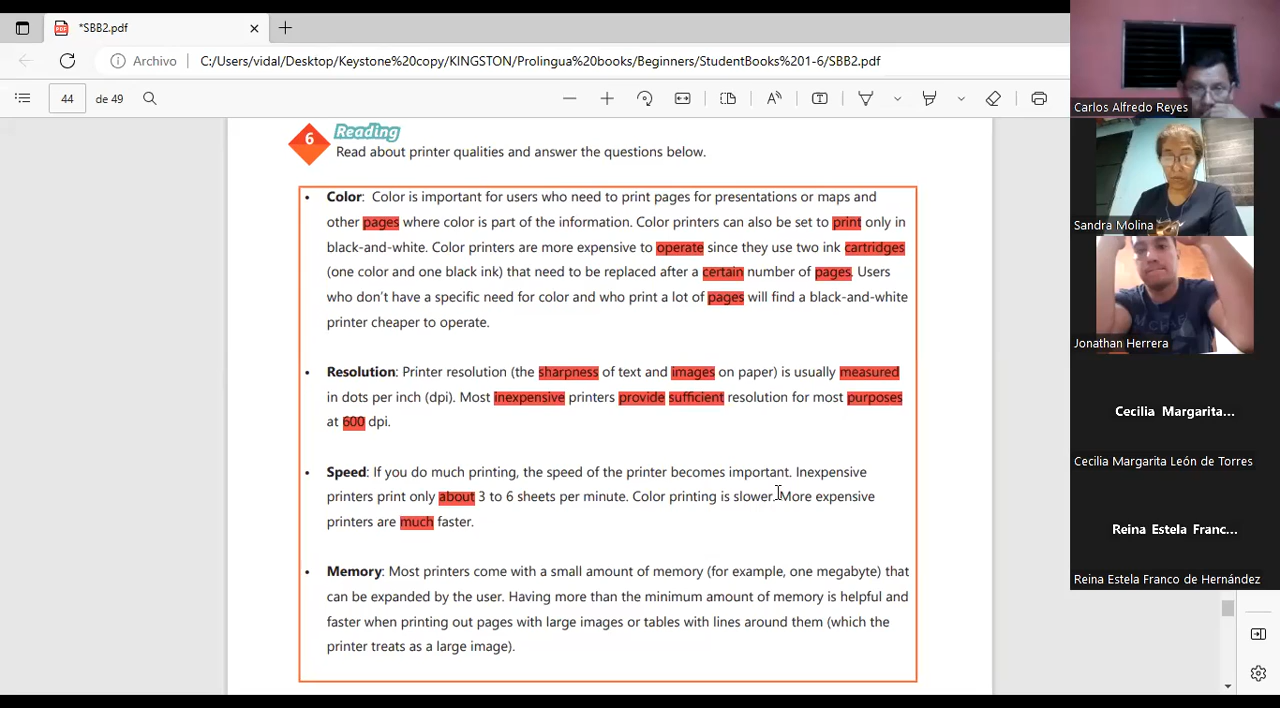 *SBB2.pdf
Archivo
C:/Users/vidal/Desktop/Keystone%20copy/KINGSTON/Prolingua%20books/Beginners/StudentBooks%201-6/SBB2.pdf
44 de 49
6
Reading
Read about printer qualities and answer the questions below.
• Color: Color is important for users who need to print pages for presentations or maps and
other pages where color is part of the information. Color printers can also be set to print only in
black-and-white. Color printers are more expensive to operate since they use two ink cartridges
(one color and one black ink) that need to be replaced after a certain number of pages. Users
who don't have a specific need for color and who print a lot of pages will find a black-and-white
printer cheaper to operate.
• Resolution: Printer resolution (the sharpness of text and images on paper) is usually measured
in dots per inch (dpi). Most inexpensive printers provide sufficient resolution for most purposes
at 600 dpi.
• Speed: If you do much printing, the speed of the printer becomes important. Inexpensive
printers print only about 3 to 6 sheets per minute. Color printing is slower. More expensive
printers are much faster.
• Memory: Most printers come with a small amount of memory (for example, one megabyte) that
can be expanded by the user. Having more than the minimum amount of memory is helpful and
faster when printing out pages with large images or tables with lines around them (which the
printer treats as a large image).
Carlos Alfredo Reyes
Sandra Molina
Jonathan Herrera
Cecilia Margarita...
Cecilia Margarita León de Torres
Reina Estela Franc...
Reina Estela Franco de Hernández